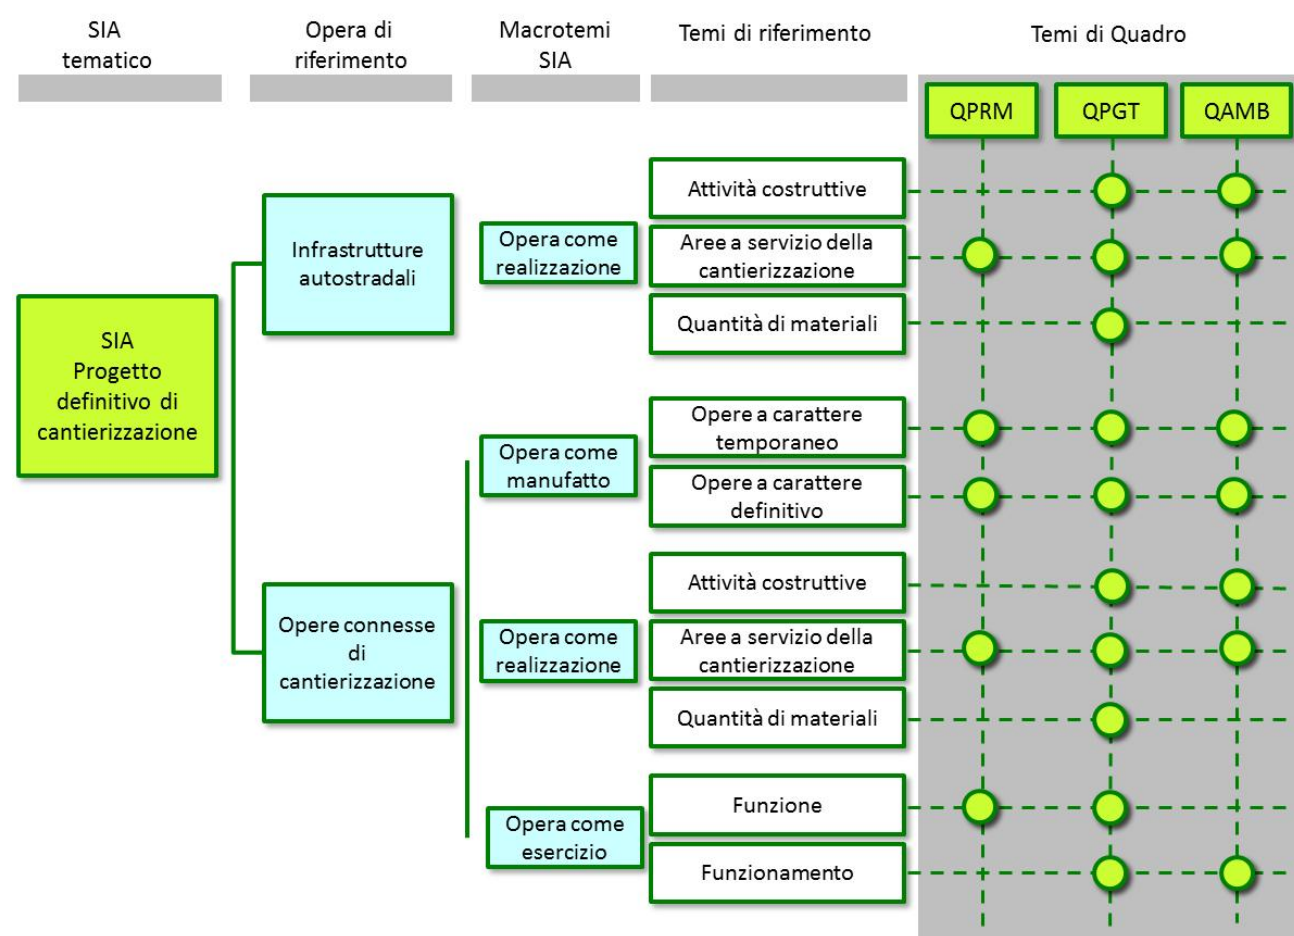 SIA
tematico
Opera di
riferimento
Macrotemi
SIA
Temi di riferimento
Temi di Quadro
QPRM
QPGT
QAMB
SIA
Progetto
definitivo di
cantierizzazione
Infrastrutture
autostradali
Opera come
realizzazione
Attività costruttive
Aree a servizio della
cantierizzazione
Quantità di materiali
Opere connesse
di
cantierizzazione
Opera come
manufatto
Opere a carattere
temporaneo
Opere a carattere
definitivo
Opera come
realizzazione
Attività costruttive
Aree a servizio della
cantierizzazione
Quantità di materiali
Opera come
esercizio
Funzione
Funzionamento